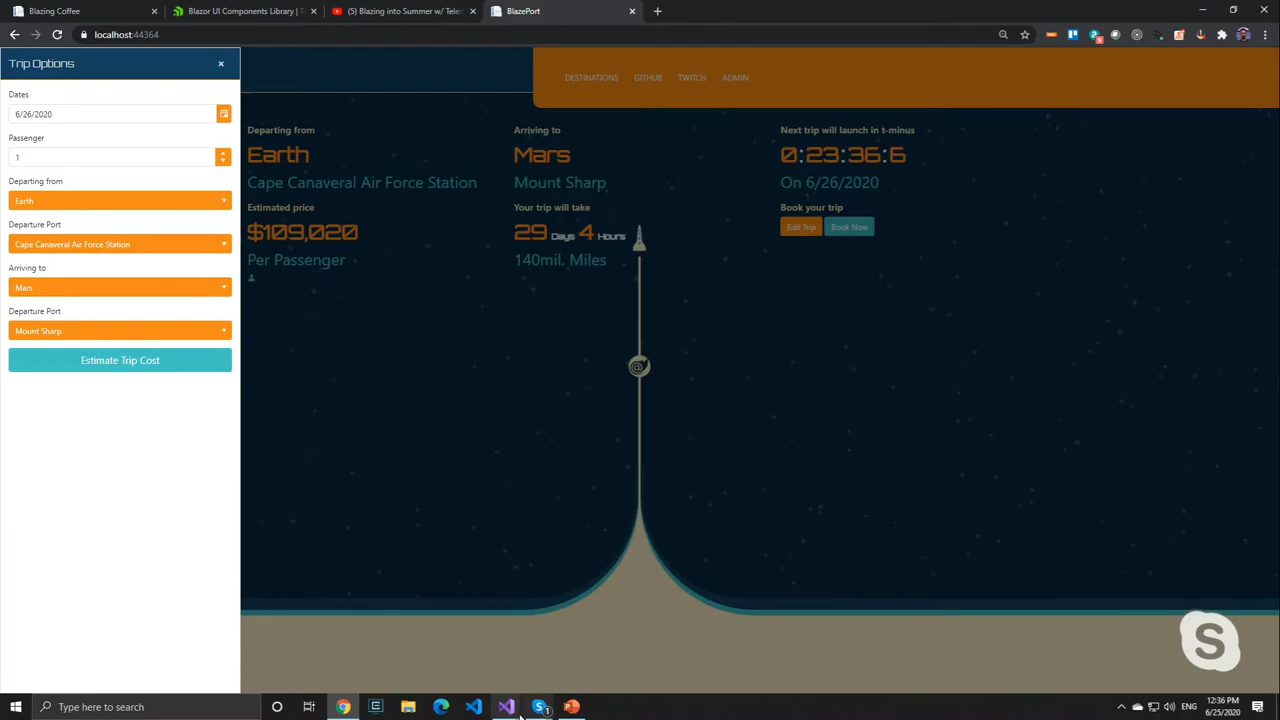 Blazing Coffee
Blazor UI Components Library | T
(5) Blazing into Summer w/ Teler
BlazePort
localhost:44364
Trip Options
Dates
6/26/2020
Passenger
1
Departing from
Earth
Departure Port
Cape Canaveral Air Force Station
Arriving to
Mars
Departure Port
Mount Sharp
Estimate Trip Cost
DESTINATIONS GITHUB TWITCH ADMIN
Departing from
Earth
Cape Canaveral Air Force Station
Estimated price
$109,020
Per Passenger
Arriving to
Mars
Mount Sharp
Your trip will take
29 Days 4 Hours
140mil. Miles
Next trip will launch in t-minus
0:23:36:6
On 6/26/2020
Book your trip
Edit Trip Book Now
S
Type here to search
ENG
12:36 PM
6/25/2020